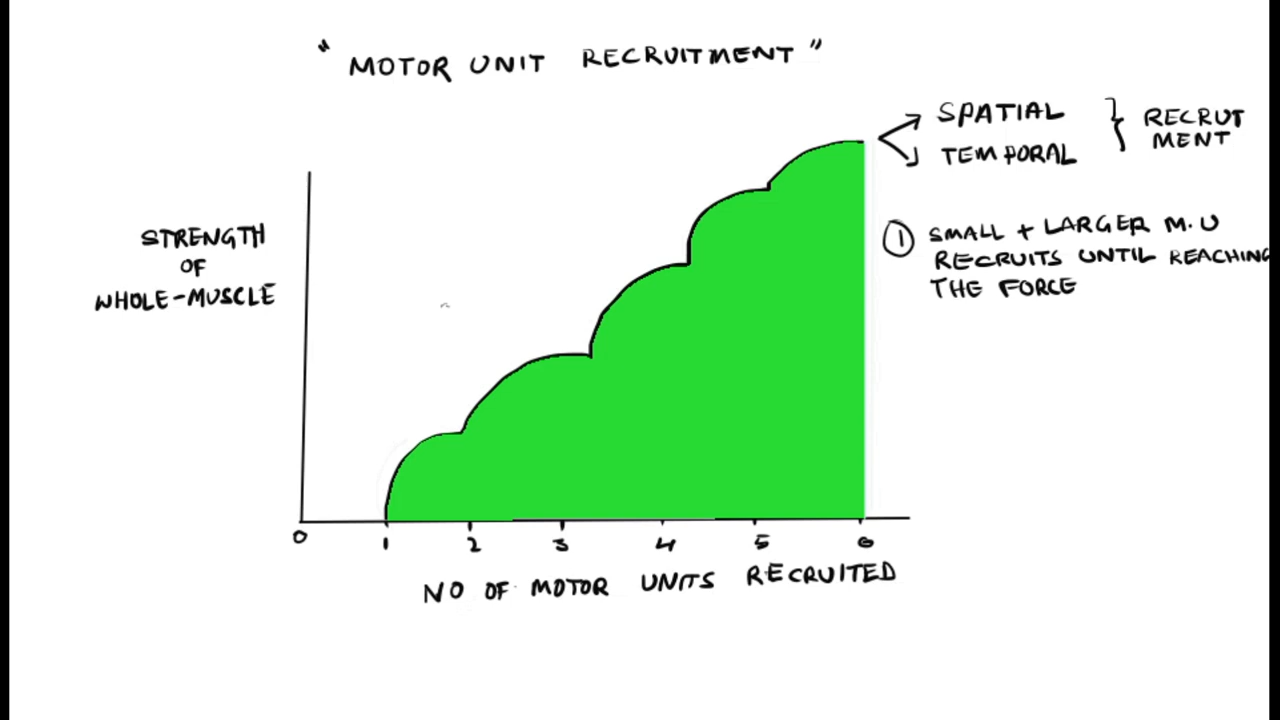 " MOTOR UNIT RECRUITMENT "
SPATIAL
TEMPORAL
RECRUT
MENT
STRENGTH
OF
WHOLE-MUSCLE
1 SMALL + LARGER M.U
RECRUITS UNTIL REACHING
THE FORCE
0 1 2 3 4 5 6
NO OF MOTOR UNITS RECRUITED